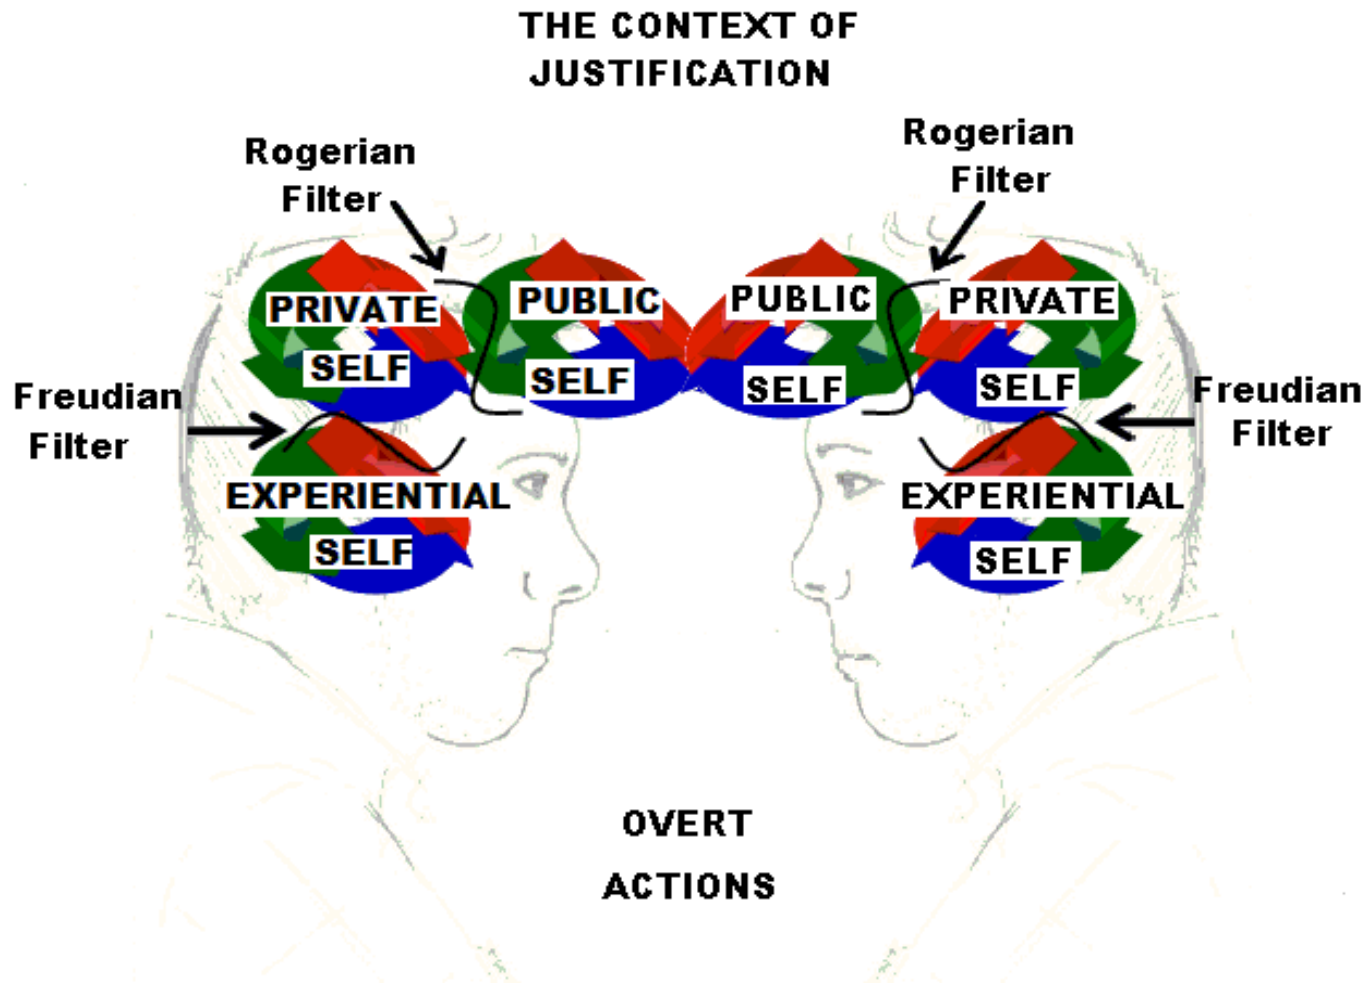 THE CONTEXT OF
JUSTIFICATION
Rogerian
Filter
Rogerian
Filter
PRIVATE
SELF
PUBLIC
SELF
PUBLIC
SELF
PRIVATE
SELF
Freudian
Filter
Freudian
Filter
EXPERIENTIAL
SELF
EXPERIENTIAL
SELF
OVERT
ACTIONS